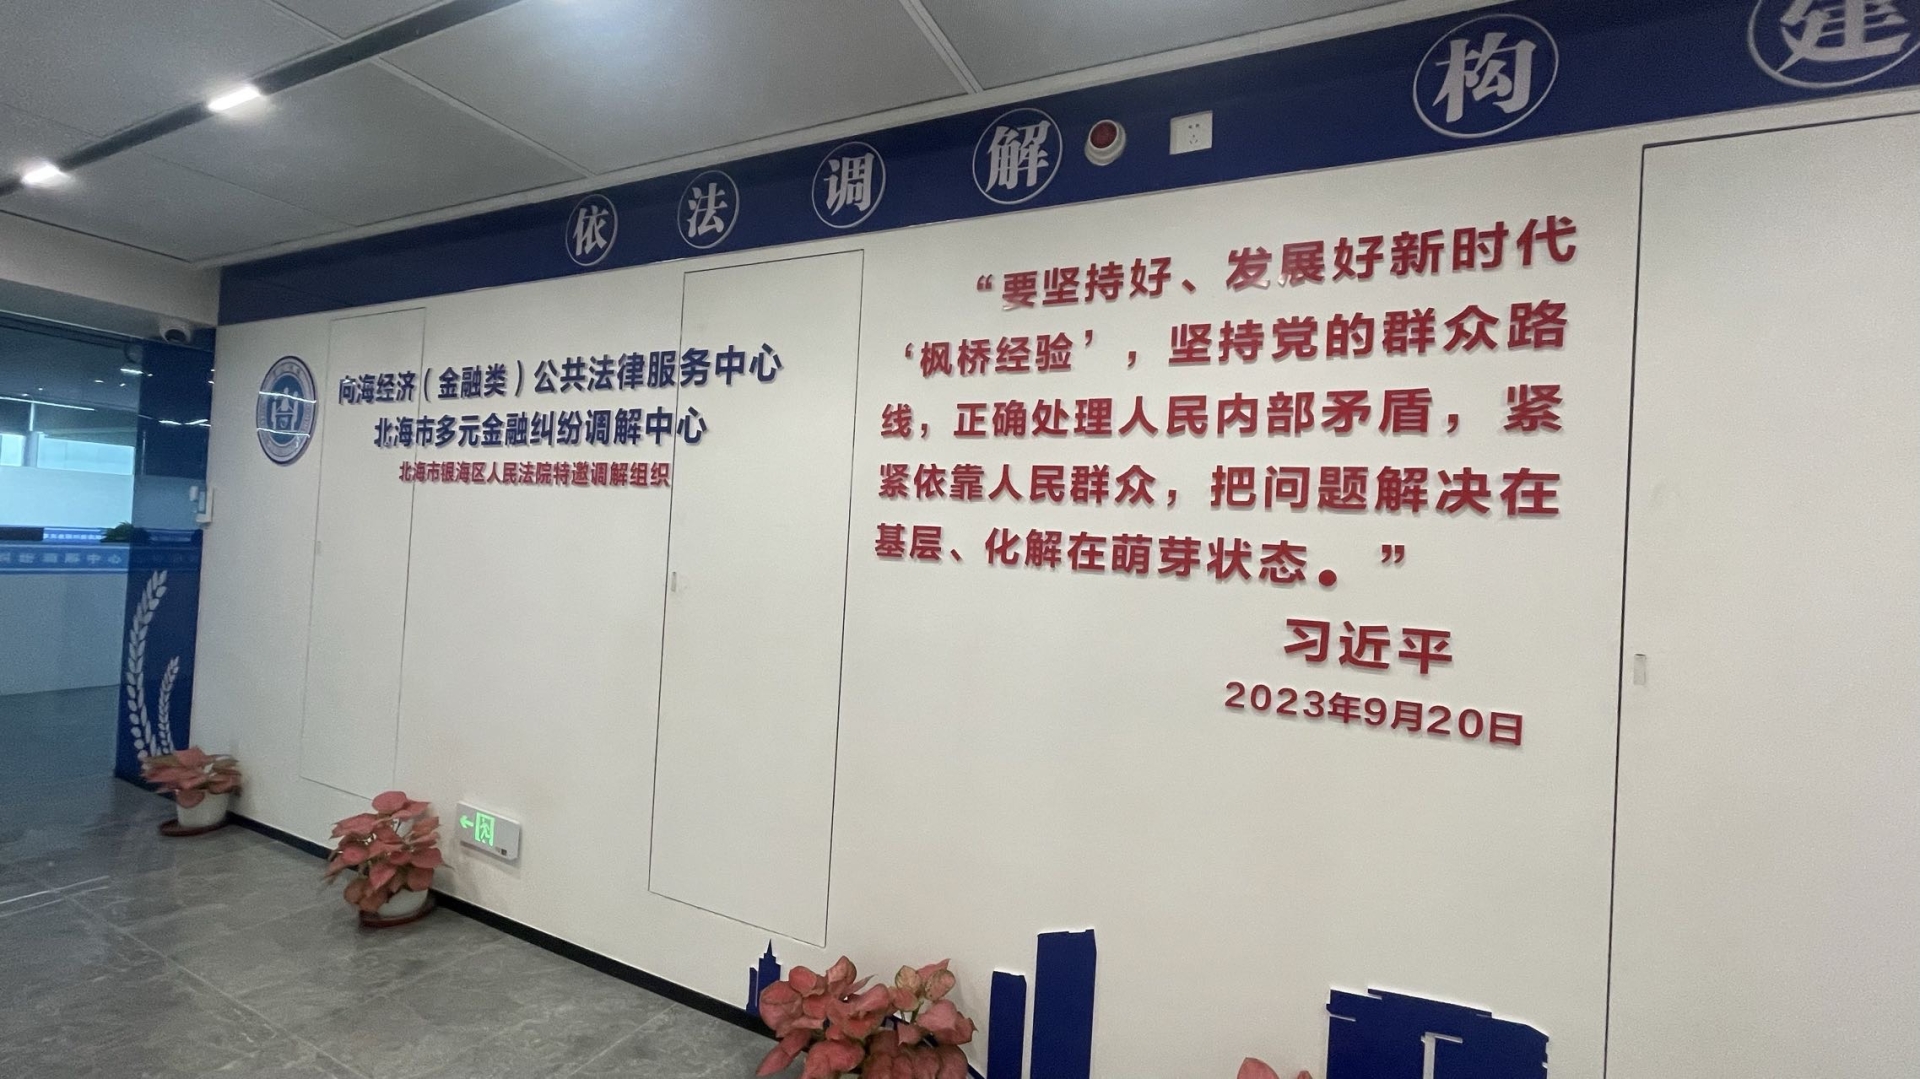 依法调解 构建
向海经济（金融类）公共法律服务中心
北海市多元金融纠纷调解中心
北海市银海区人民法院特邀调解组织
“要坚持好、发展好新时代
‘枫桥经验’，坚持党的群众路
线，正确处理人民内部矛盾，紧
紧依靠人民群众，把问题解决在
基层、化解在萌芽状态。”
习近平
2023年9月20日
纠纷调解中心